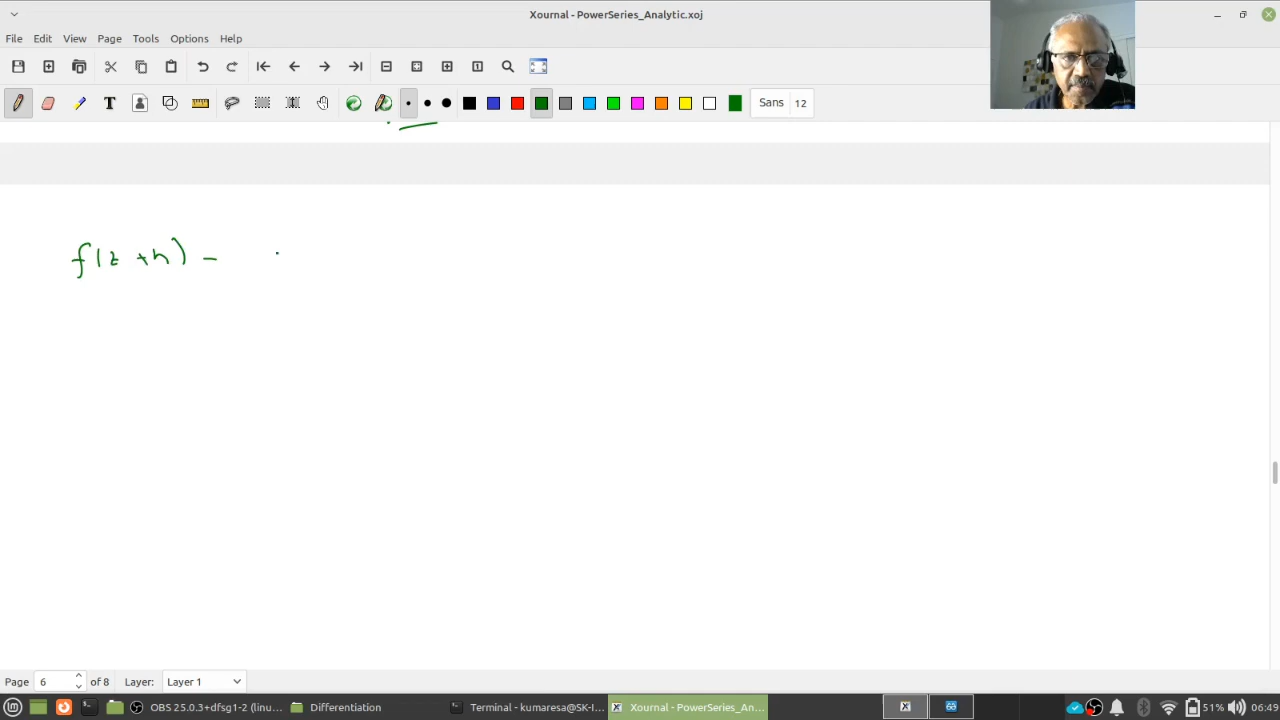 Xournal - PowerSeries_Analytic.xoj
File Edit View Page Tools Options Help
Sans 12
f(z +h) -
Page 6 of 8 Layer: Layer 1
OBS 25.0.3+dfsg1-2 (linu... Differentiation Terminal - kumaresa@SK-I... Xournal - PowerSeries_An... 51% 06:49